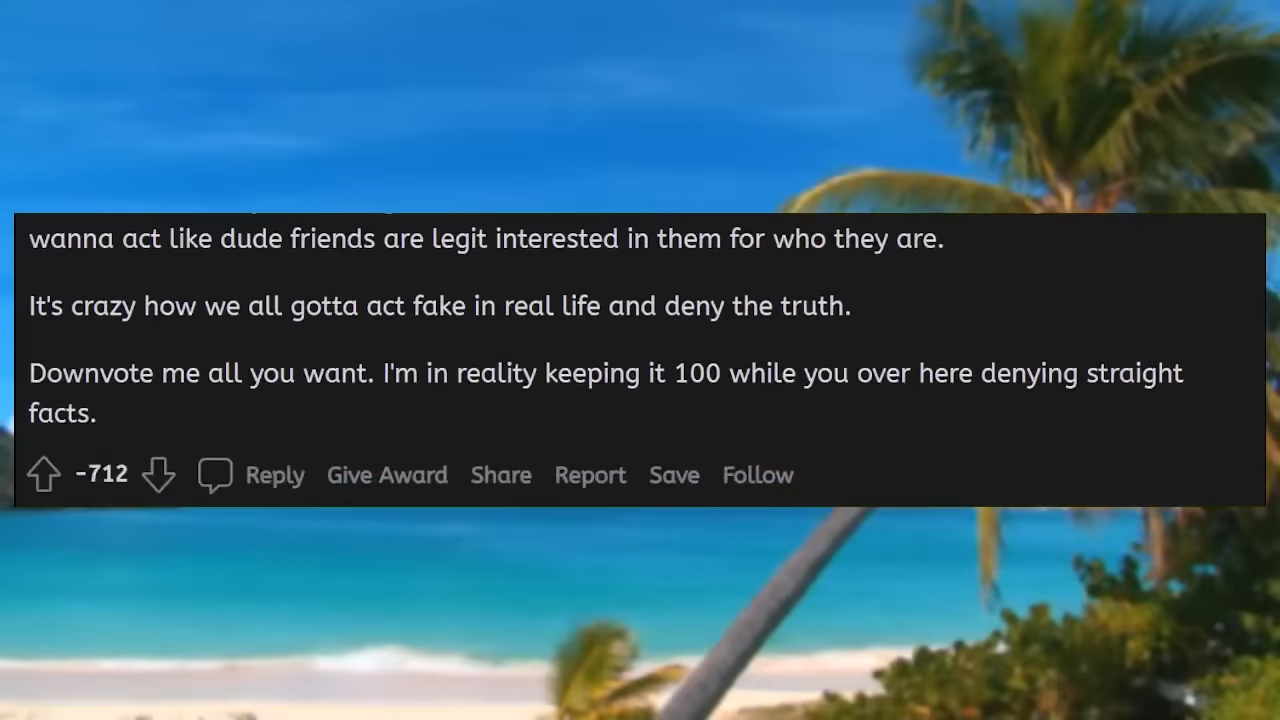 wanna act like dude friends are legit interested in them for who they are.
It's crazy how we all gotta act fake in real life and deny the truth.
Downvote me all you want. I'm in reality keeping it 100 while you over here denying straight
facts.
-712 Reply Give Award Share Report Save Follow